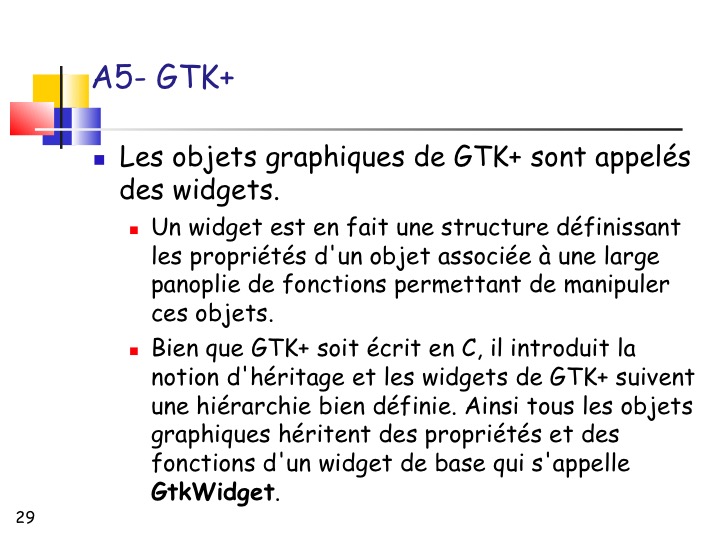 A5- GTK+
Les objets graphiques de GTK+ sont appelés
des widgets.
Un widget est en fait une structure définissant
les propriétés d'un objet associée à une large
panoplie de fonctions permettant de manipuler
ces objets.
Bien que GTK+ soit écrit en C, il introduit la
notion d'héritage et les widgets de GTK+ suivent
une hiérarchie bien définie. Ainsi tous les objets
graphiques héritent des propriétés et des
fonctions d'un widget de base qui s'appelle
GtkWidget.
29